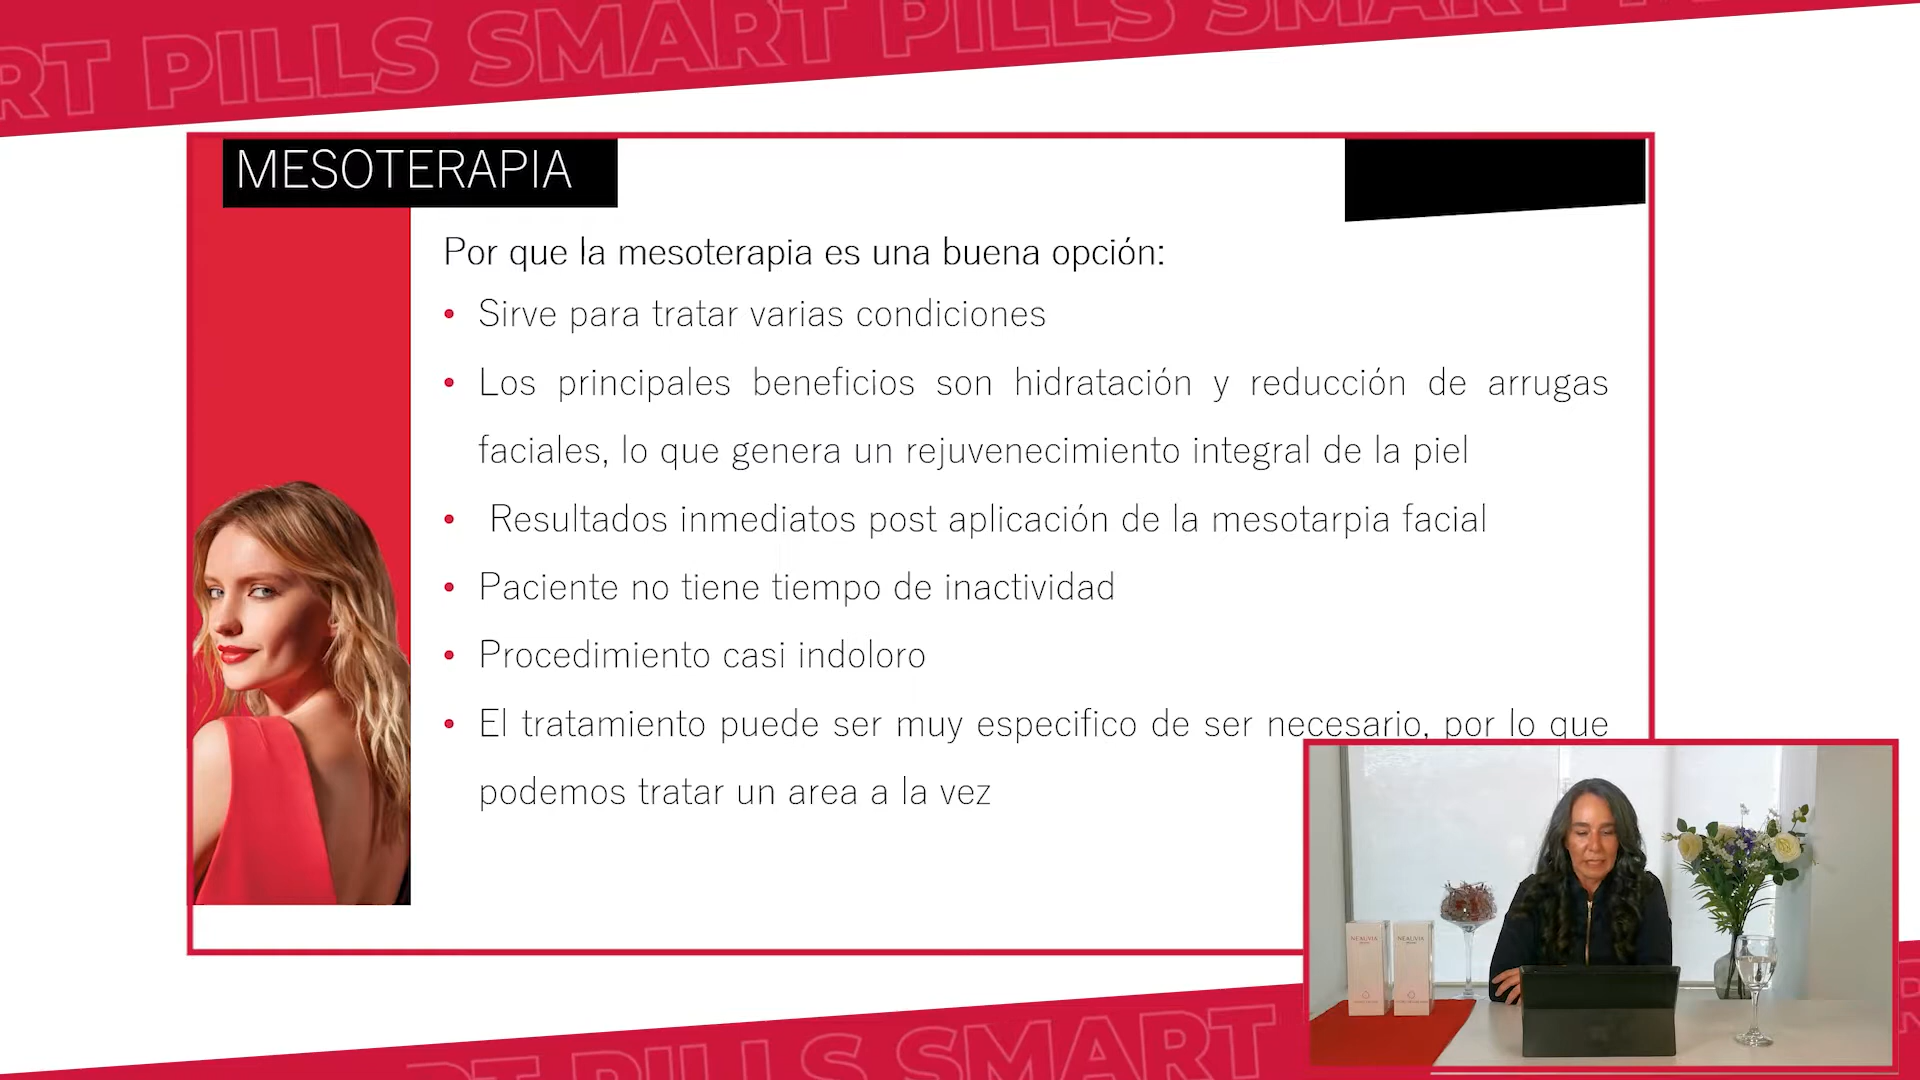 RT PILLS SMART PILLS SMART P
MESOTERAPIA
Por que la mesoterapia es una buena opción:
• Sirve para tratar varias condiciones
• Los principales beneficios son hidratación y reducción de arrugas
faciales, lo que genera un rejuvenecimiento integral de la piel
• Resultados inmediatos post aplicación de la mesotarpia facial
• Paciente no tiene tiempo de inactividad
• Procedimiento casi indoloro
• El tratamiento puede ser muy especifico de ser necesario, por lo que
podemos tratar un area a la vez
NEAUVIA NEAUVIA
RT PILLS SMART